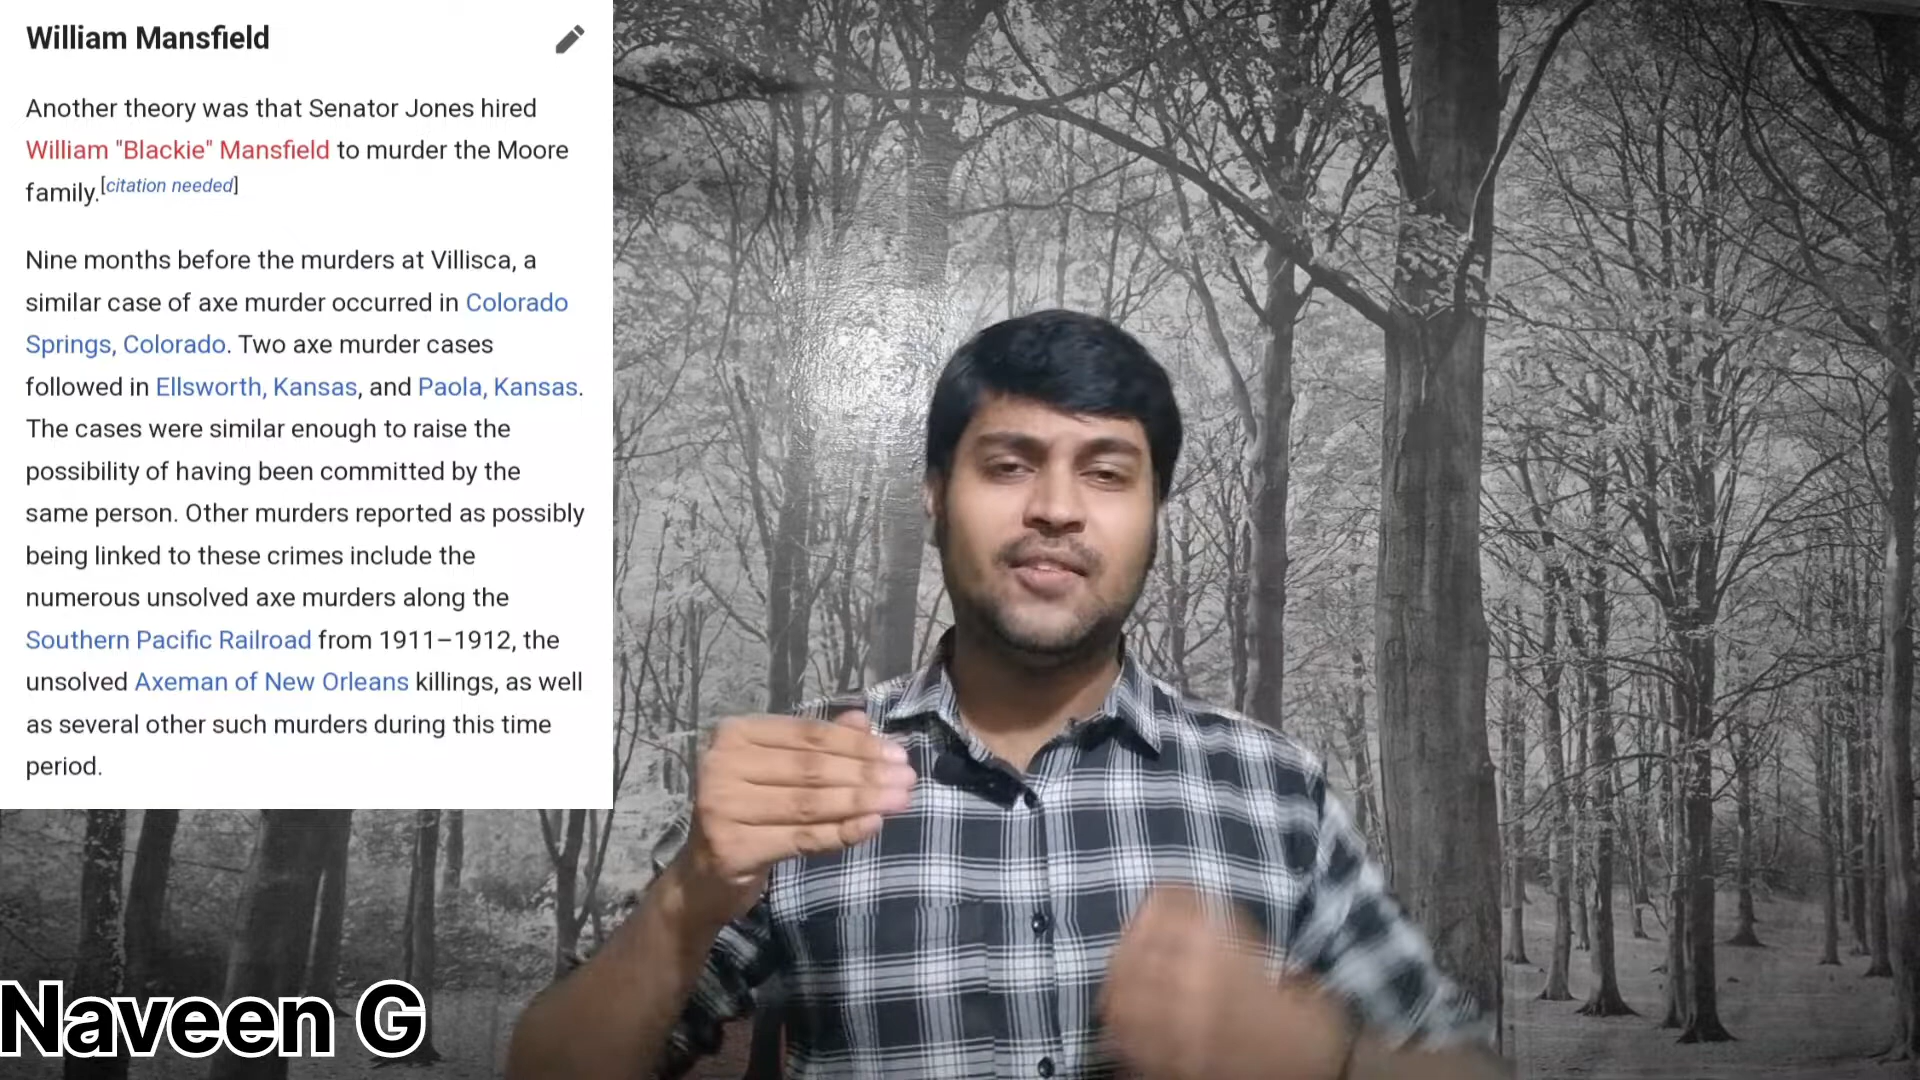 William Mansfield
Another theory was that Senator Jones hired
William "Blackie" Mansfield to murder the Moore
family.[citation needed]
Nine months before the murders at Villisca, a
similar case of axe murder occurred in Colorado
Springs, Colorado. Two axe murder cases
followed in Ellsworth, Kansas, and Paola, Kansas.
The cases were similar enough to raise the
possibility of having been committed by the
same person. Other murders reported as possibly
being linked to these crimes include the
numerous unsolved axe murders along the
Southern Pacific Railroad from 1911–1912, the
unsolved Axeman of New Orleans killings, as well
as several other such murders during this time
period.
Naveen G